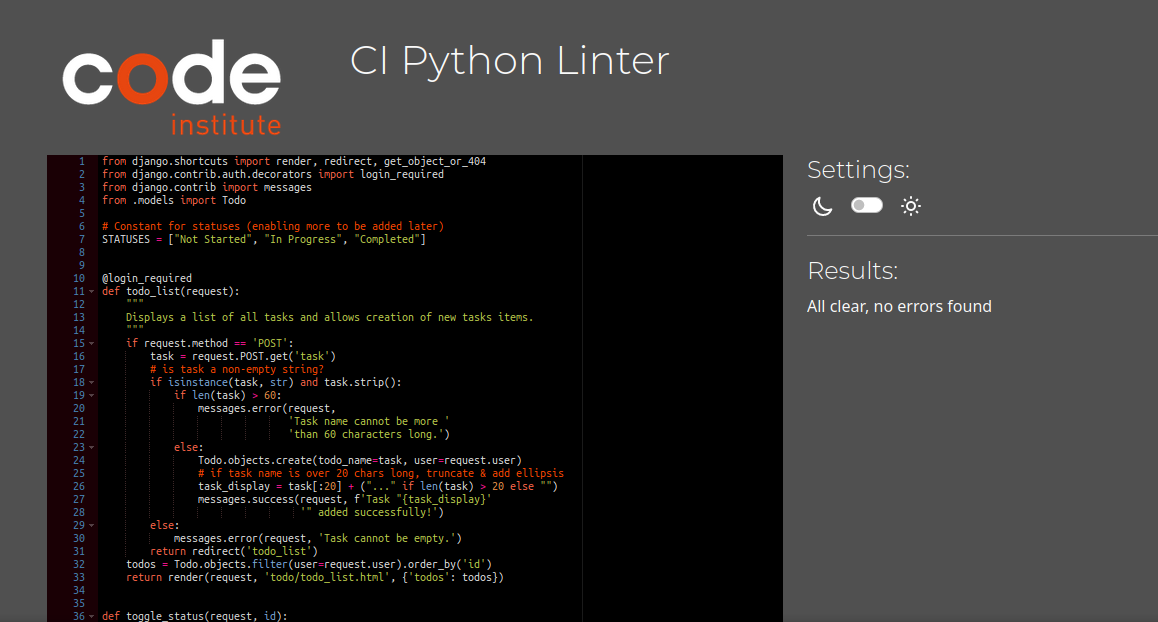 code
institute
CI Python Linter
1 from django.shortcuts import render, redirect, get_object_or_404
2 from django.contrib.auth.decorators import login_required
3 from django.contrib import messages
4 from .models import Todo
5
6 # Constant for statuses (enabling more to be added later)
7 STATUSES = ["Not Started", "In Progress", "Completed"]
8
9
10 @login_required
11 def todo_list(request):
12     """
13     Displays a list of all tasks and allows creation of new tasks items.
14     """
15     if request.method == 'POST':
16         task = request.POST.get('task')
17         # is task a non-empty string?
18         if isinstance(task, str) and task.strip():
19             if len(task) > 60:
20                 messages.error(request,
21                                'Task name cannot be more '
22                                'than 60 characters long.')
23             else:
24                 Todo.objects.create(todo_name=task, user=request.user)
25                 # if task name is over 20 chars long, truncate & add ellipsis
26                 task_display = task[:20] + ("..." if len(task) > 20 else "")
27                 messages.success(request, f'Task "{task_display}'
28                                  '" added successfully!')
29         else:
30             messages.error(request, 'Task cannot be empty.')
31         return redirect('todo_list')
32     todos = Todo.objects.filter(user=request.user).order_by('id')
33     return render(request, 'todo/todo_list.html', {'todos': todos})
34
35
36 def toggle_status(request, id):
Settings:
Results:
All clear, no errors found